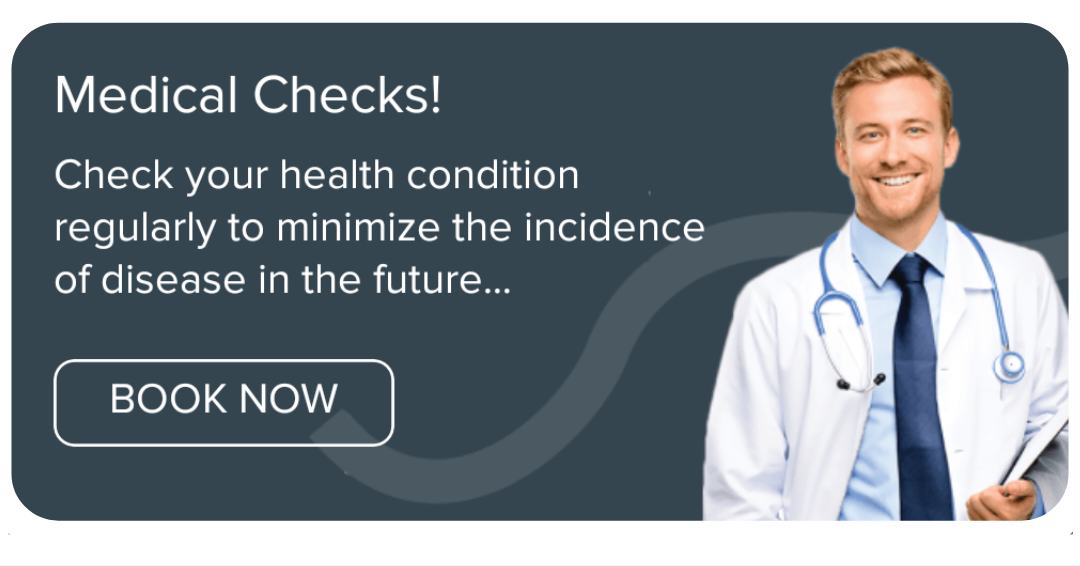 Medical Checks!
Check your health condition
regularly to minimize the incidence
of disease in the future...
BOOK NOW